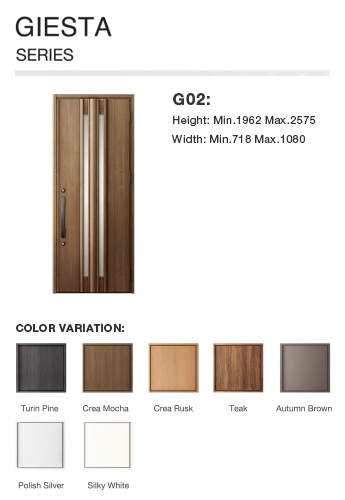 GIESTA
SERIES
G02:
Height: Min.1962 Max.2575
Width: Min.718 Max.1080
COLOR VARIATION:
Turin Pine
Crea Mocha
Crea Rusk
Teak
Autumn Brown
Polish Silver
Silky White